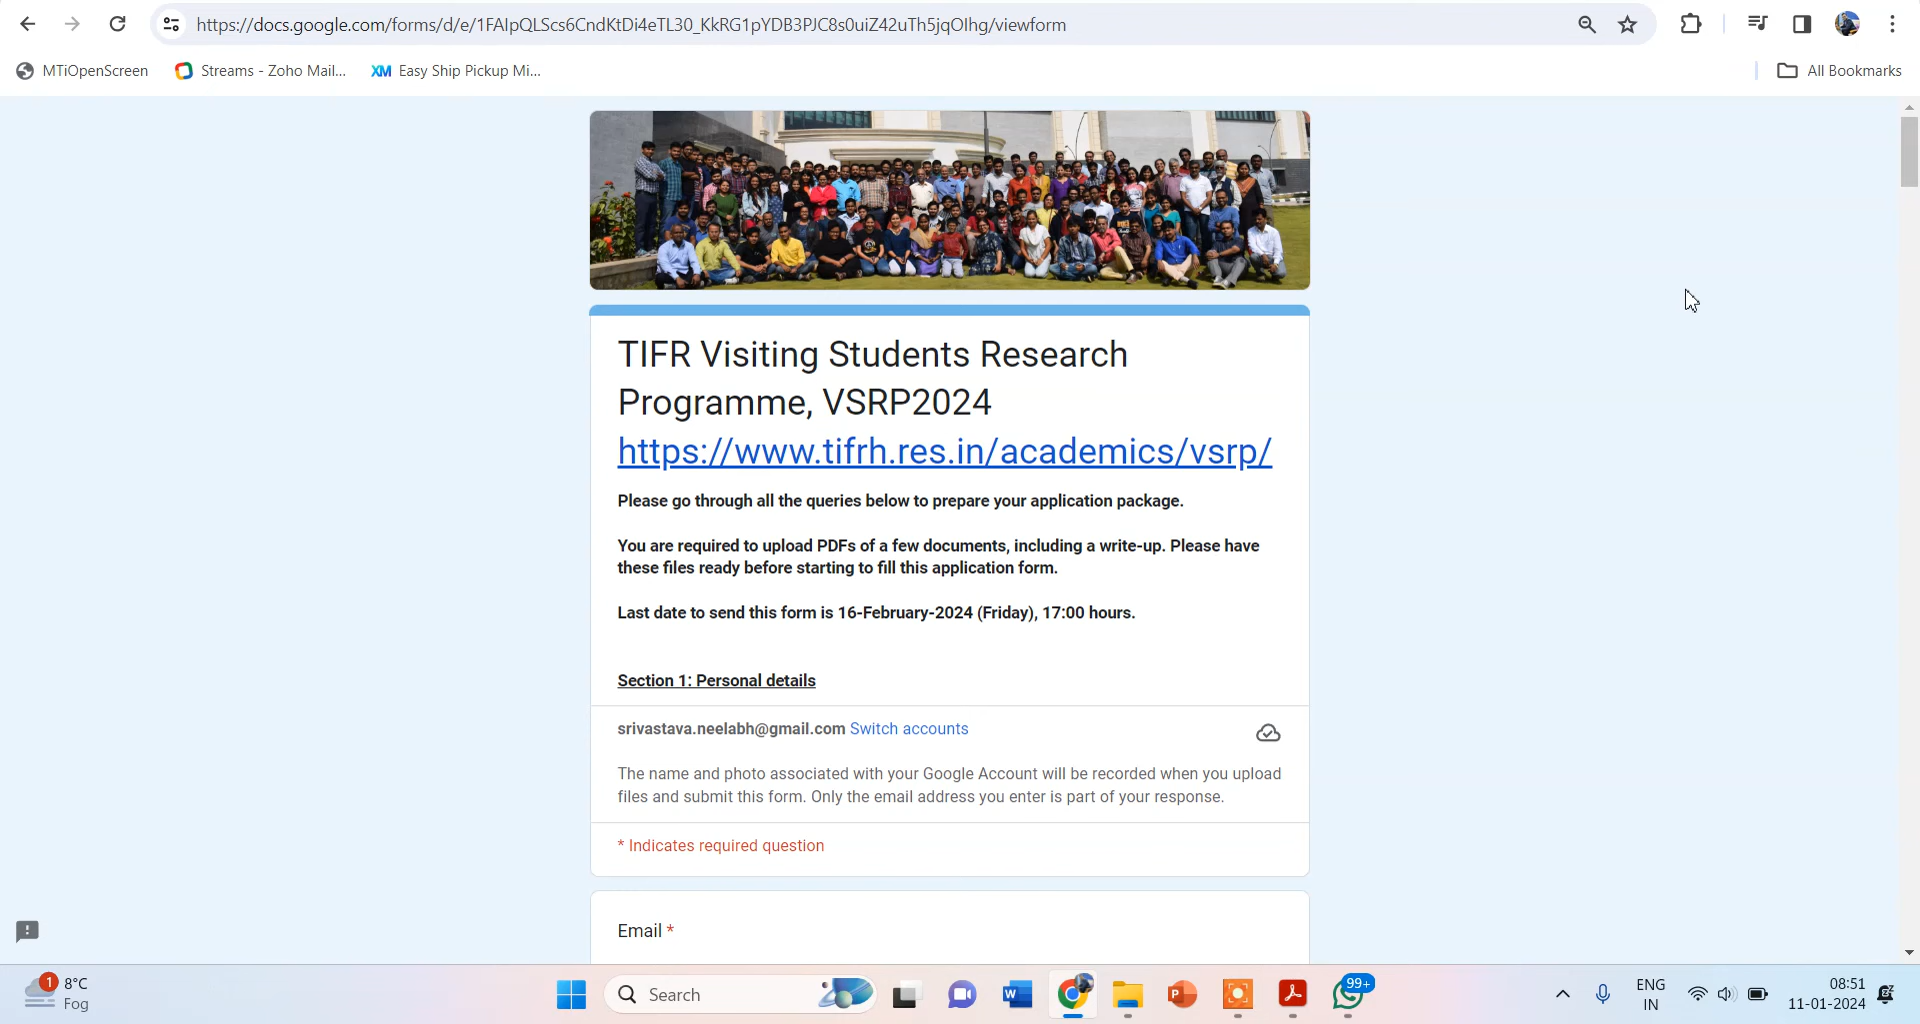 https://docs.google.com/forms/d/e/1FAIpQLScs6CndKtDi4eTL30_KkRG1pYDB3PJC8s0uiZ42uTh5jqOlhg/viewform
MTiOpenScreen
Streams - Zoho Mail...
XM Easy Ship Pickup Mi...
All Bookmarks
TIFR Visiting Students Research
Programme, VSRP2024
https://www.tifrh.res.in/academics/vsrp/
Please go through all the queries below to prepare your application package.
You are required to upload PDFs of a few documents, including a write-up. Please have
these files ready before starting to fill this application form.
Last date to send this form is 16-February-2024 (Friday), 17:00 hours.
Section 1: Personal details
srivastava.neelabh@gmail.com Switch accounts
The name and photo associated with your Google Account will be recorded when you upload
files and submit this form. Only the email address you enter is part of your response.
* Indicates required question
Email *
1
8°C
Fog
Search
99+
ENG
IN
08:51
11-01-2024